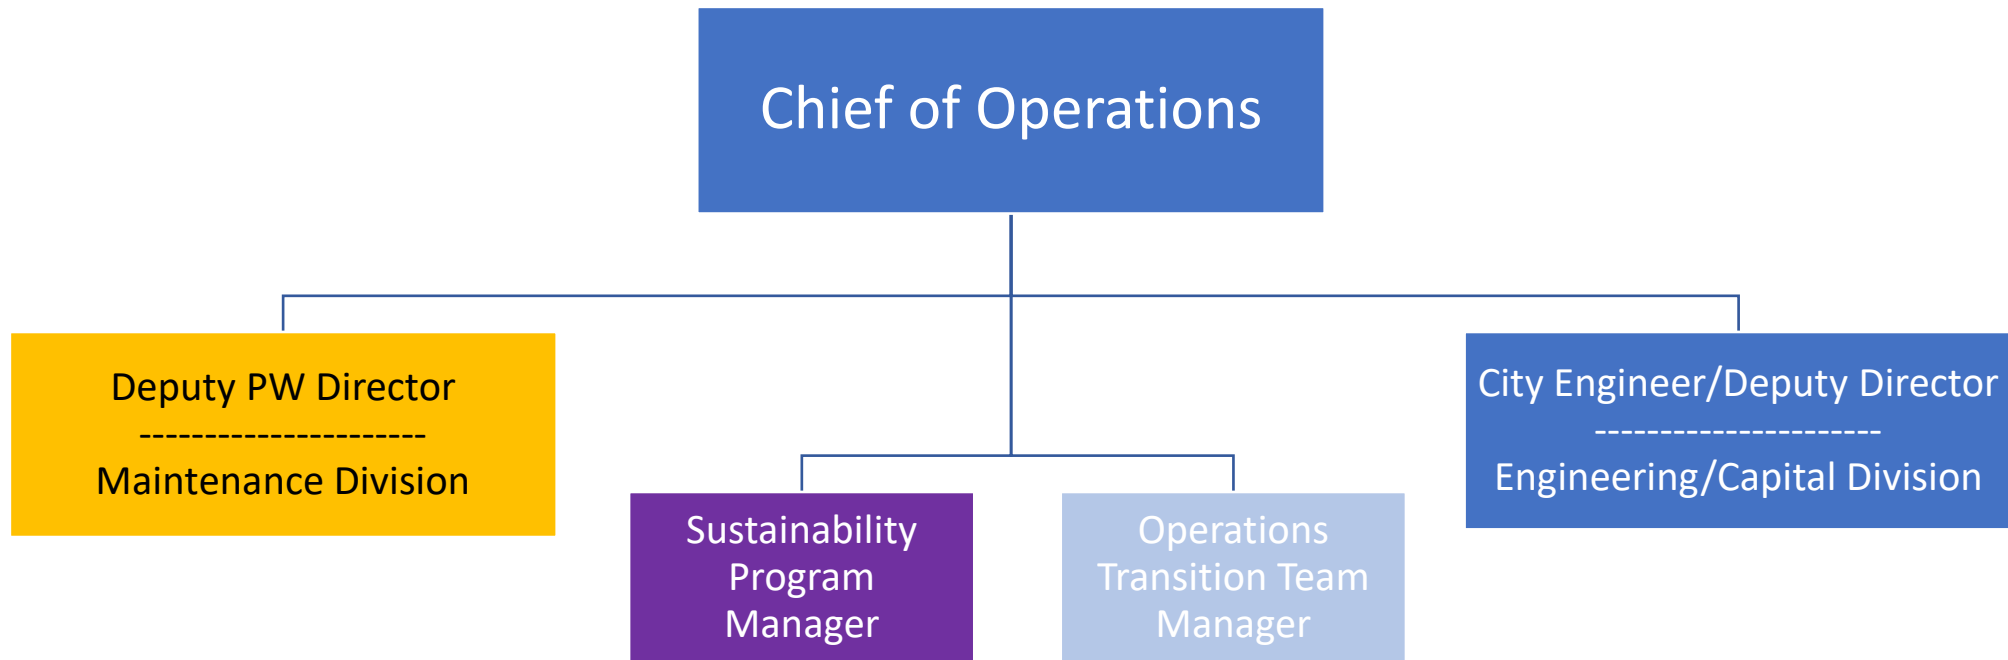 Chief of Operations
Deputy PW Director
----------------------
Maintenance Division
City Engineer/Deputy Director
----------------------
Engineering/Capital Division
Sustainability
Program
Manager
Operations
Transition Team
Manager